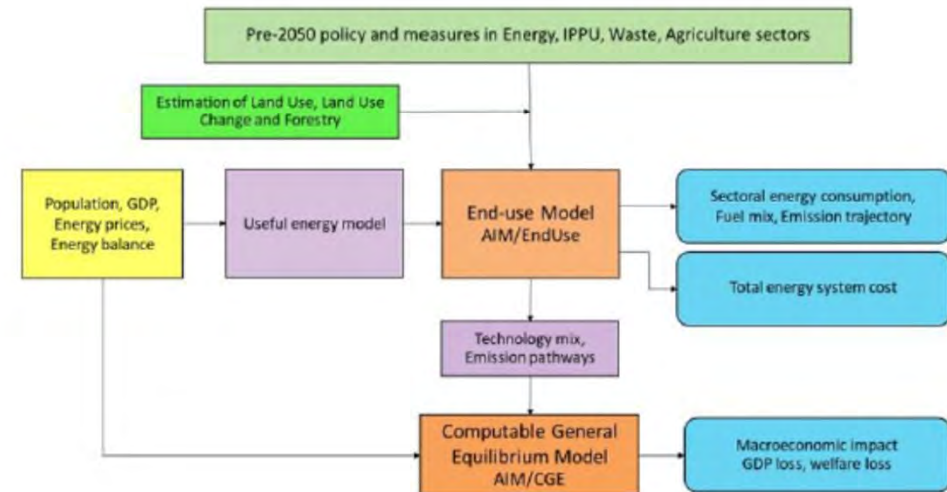 Pre-2050 policy and measures in Energy, IPPU, Waste, Agriculture sectors
Estimation of Land Use, Land Use
Change and Forestry
Population, GDP,
Energy prices,
Energy balance
Useful energy model
End-use Model
AIM/EndUse
Sectoral energy consumption,
Fuel mix, Emission trajectory
Total energy system cost
Technology mix,
Emission pathways
Computable General
Equilibrium Model
AIM/CGE
Macroeconomic impact
GDP loss, welfare loss